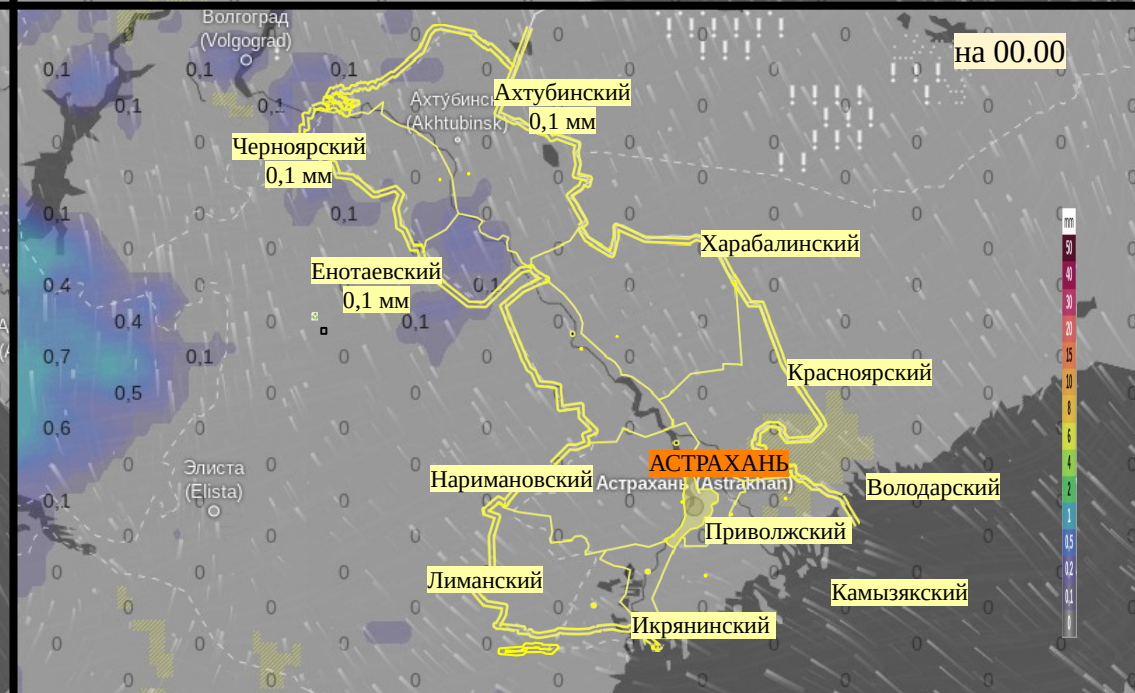 Волгоград
(Volgograd)
на 00.00
Ахтубинск
(Akhtubinsk)
Ахтубинский
0,1 мм
Черноярский
0,1 мм
Харабалинский
Енотаевский
0,1 мм
Красноярский
АСТРАХАНЬ
Астрахань (Astrakhan)
Элиста
(Elista)
Наримановский
Володарский
Приволжский
Лиманский
Камызякский
Икрянинский
0,1
0,1
0,1
0,1
0,1
0,1
0,1
0.4
0,1
0,4
0,1
0,7
0,1
0,5
0,6
0,1
mm
50
40
30
20
15
10
8
6
4
2
1
0,5
0,2
0,1
0